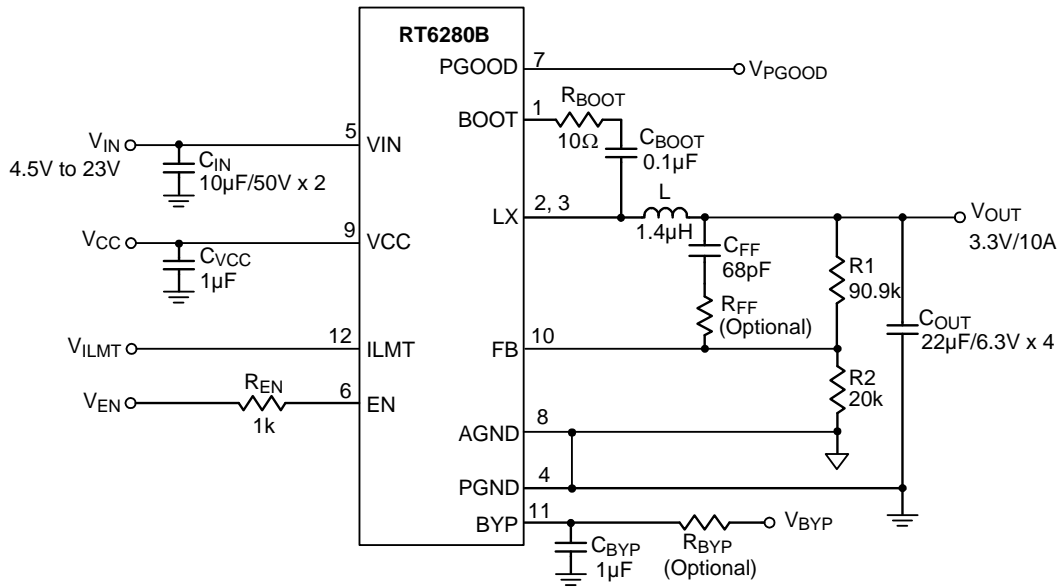 RT6280B
PGOOD
7
VPGOOD
BOOT
1
RBOOT
10Ω
CBOOT
0.1µF
VIN
4.5V to 23V
5
VIN
CIN
10µF/50V x 2
LX
2, 3
L
1.4µH
VOUT
3.3V/10A
VCC
9
VCC
CVCC
1µF
CFF
68pF
RFF
(Optional)
R1
90.9k
COUT
22µF/6.3V x 4
VILMT
12
ILMT
FB
10
R2
20k
VEN
REN
1k
6
EN
AGND
8
PGND
4
BYP
11
CBYP
1µF
RBYP
(Optional)
VBYP